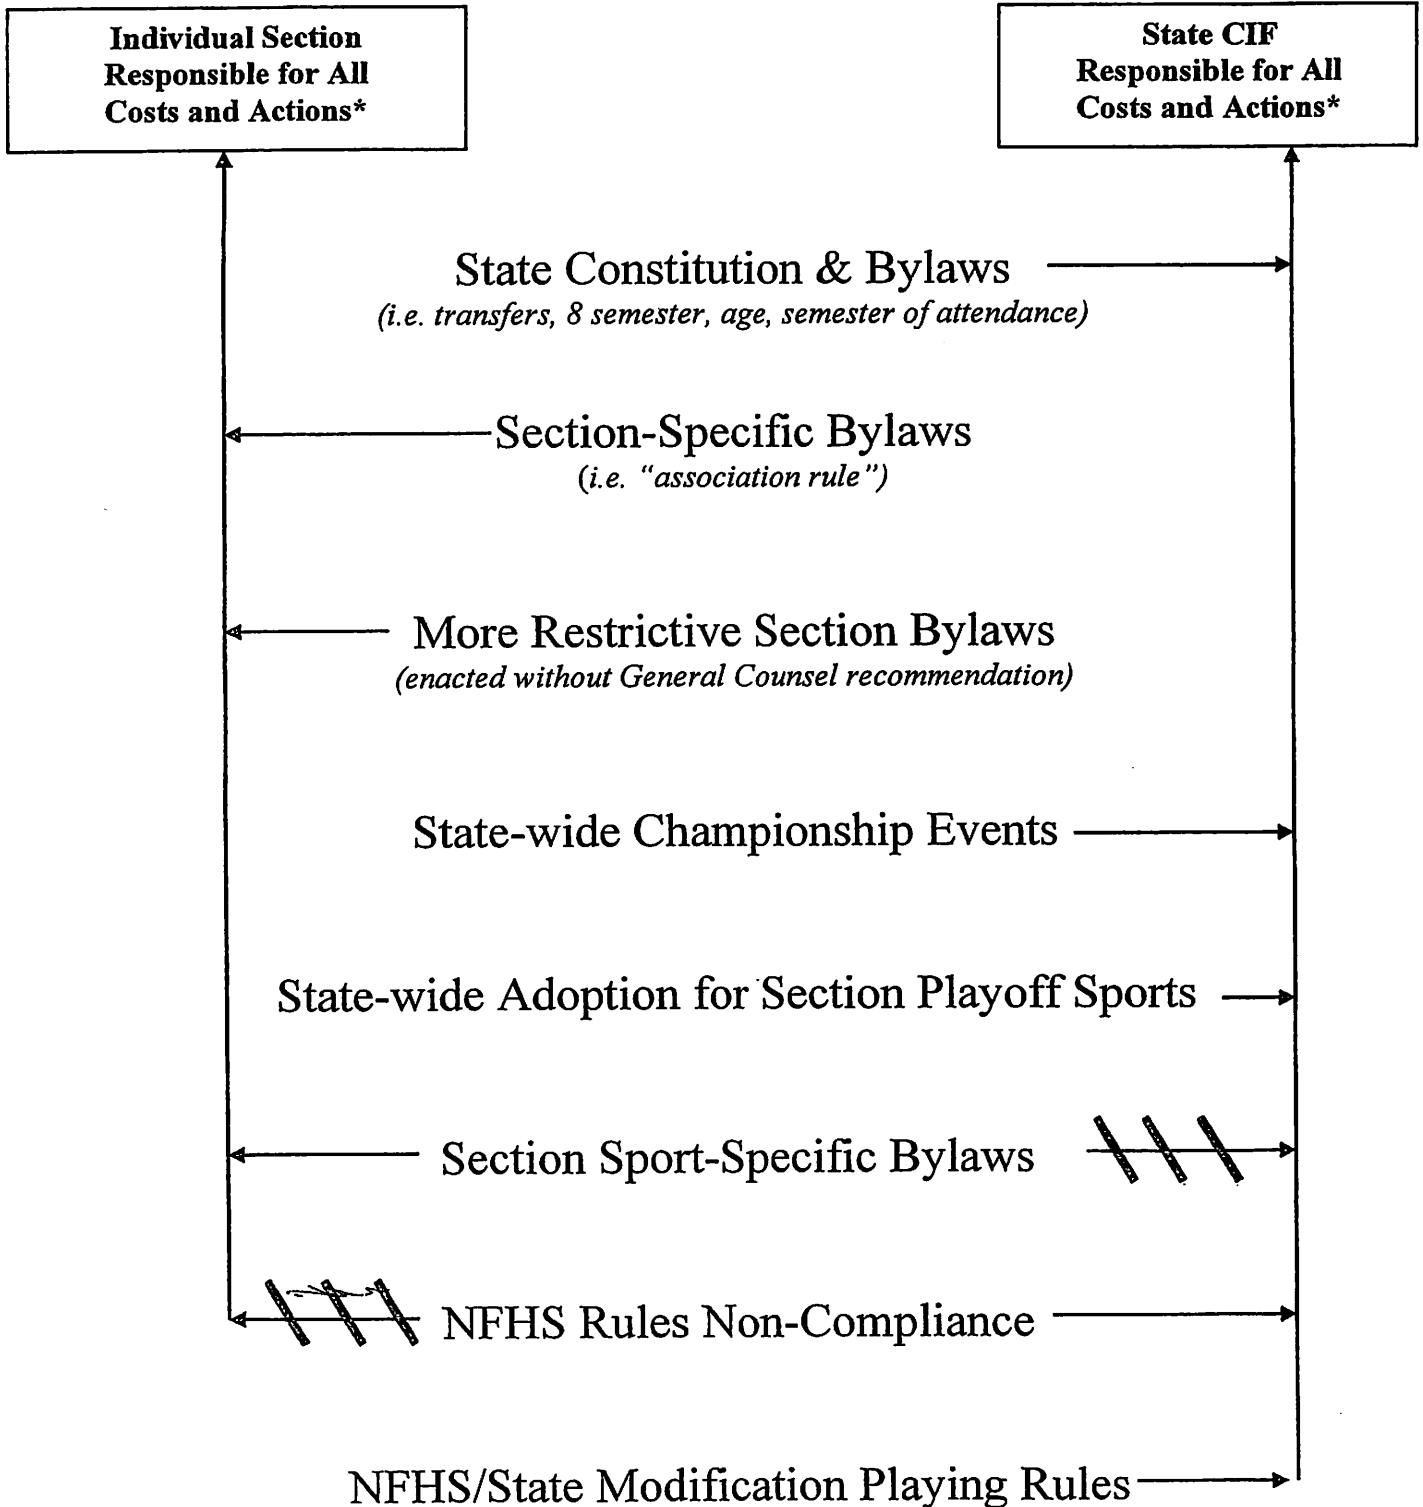 Individual Section
Responsible for All
Costs and Actions*
State CIF
Responsible for All
Costs and Actions*
State Constitution & Bylaws
(i.e. transfers, 8 semester, age, semester of attendance)
Section-Specific Bylaws
(i.e. “association rule”)
More Restrictive Section Bylaws
(enacted without General Counsel recommendation)
State-wide Championship Events
State-wide Adoption for Section Playoff Sports
Section Sport-Specific Bylaws
NFHS Rules Non-Compliance
NFHS/State Modification Playing Rules